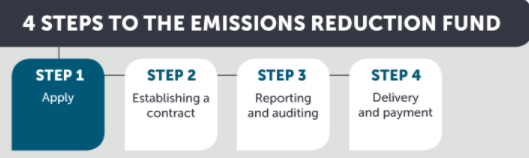 4 STEPS TO THE EMISSIONS REDUCTION FUND
STEP 1
Apply
STEP 2
Establishing a
contract
STEP 3
Reporting
and auditing
STEP 4
Delivery
and payment